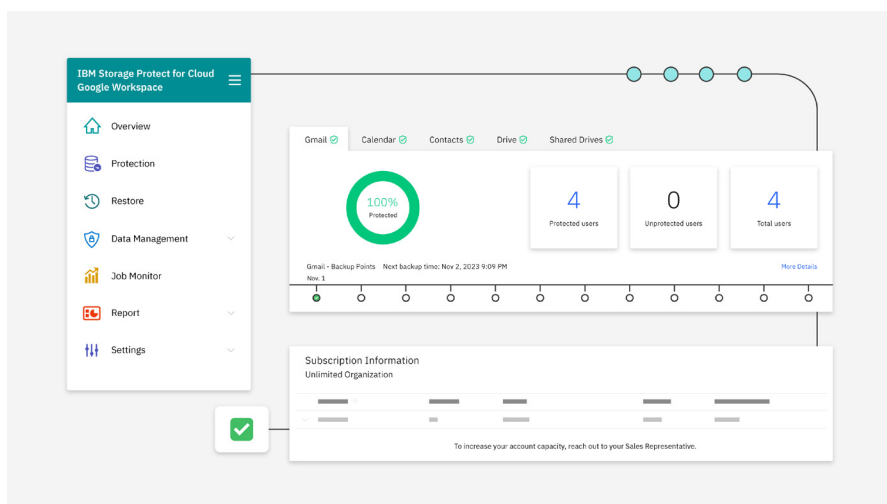 IBM Storage Protect for Cloud
Google Workspace
Overview
Protection
Restore
Data Management
Job Monitor
Report
Settings
Gmail
Calendar
Contacts
Drive
Shared Drives
100%
Protected
4
Protected users
0
Unprotected users
4
Total users
Gmail - Backup Points Next backup time: Nov 2, 2023 9:09 PM
More Details
Nov. 1
Subscription Information
Unlimited Organization
To increase your account capacity, reach out to your Sales Representative.